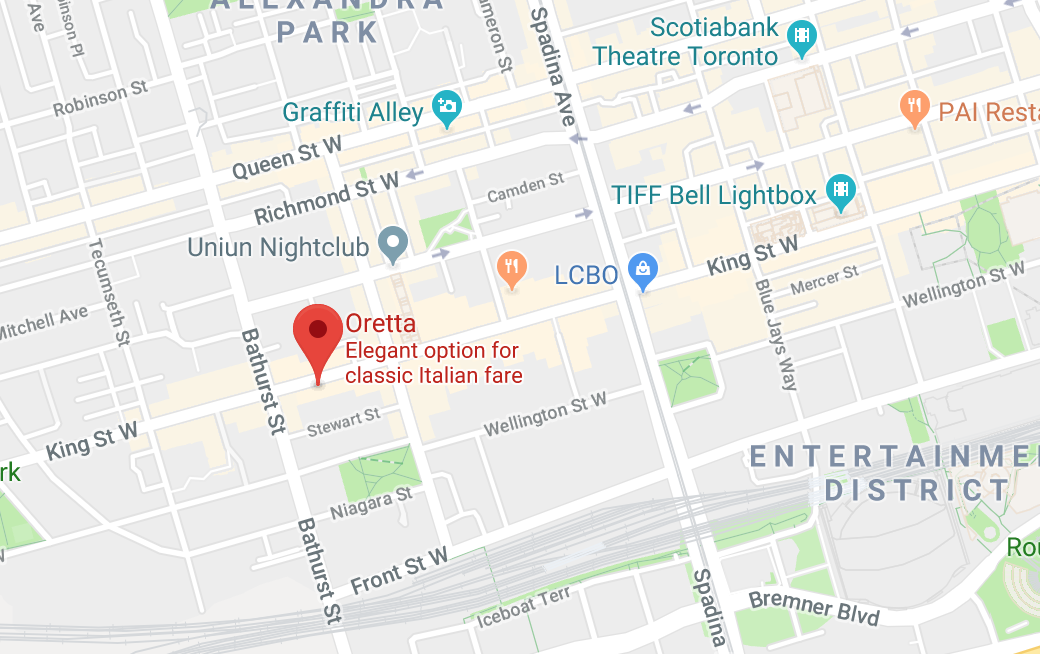 ALEXANDRA
PARK
Ave
binson Pl
ameron St
Spadina Ave
Scotiabank
Theatre Toronto
Robinson St
Graffiti Alley
PAI Resta
Queen St W
Richmond St W
Camden St
TIFF Bell Lightbox
Uniun Nightclub
LCBO
King St W
Tecumseth St
Mercer St
Wellington St W
Blue Jays Way
Mitchell Ave
Oretta
Elegant option for
classic Italian fare
Bathurst St
Stewart St
Wellington St W
King St W
rk
ENTERTAINME
DISTRICT
Niagara St
Front St W
Bathurst St
Iceboat Terr
Spadina
Bremner Blvd
Rou